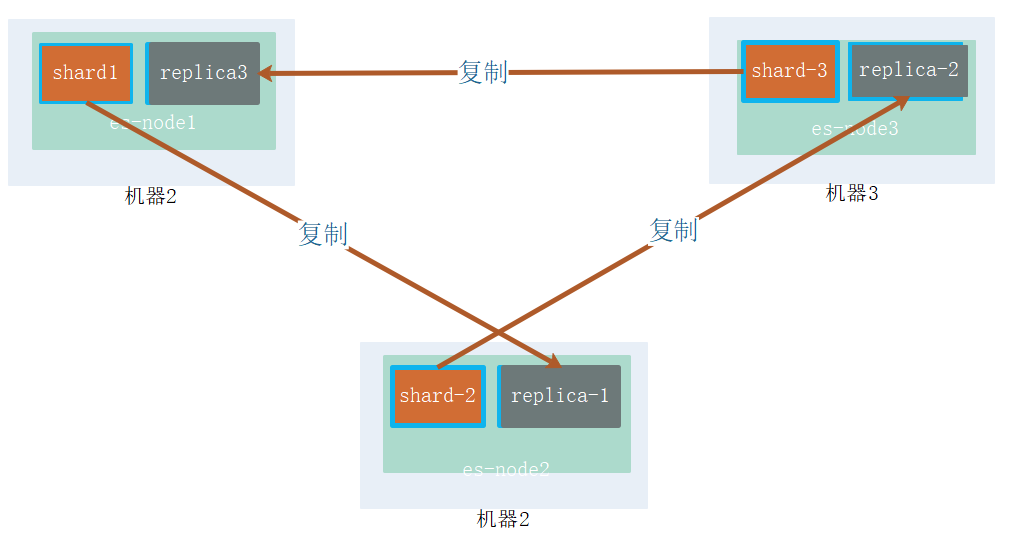 shard1
replica3
es-node1
机器2
复制
shard-3
replica-2
es-node3
机器3
复制
复制
shard-2
replica-1
es-node2
机器2